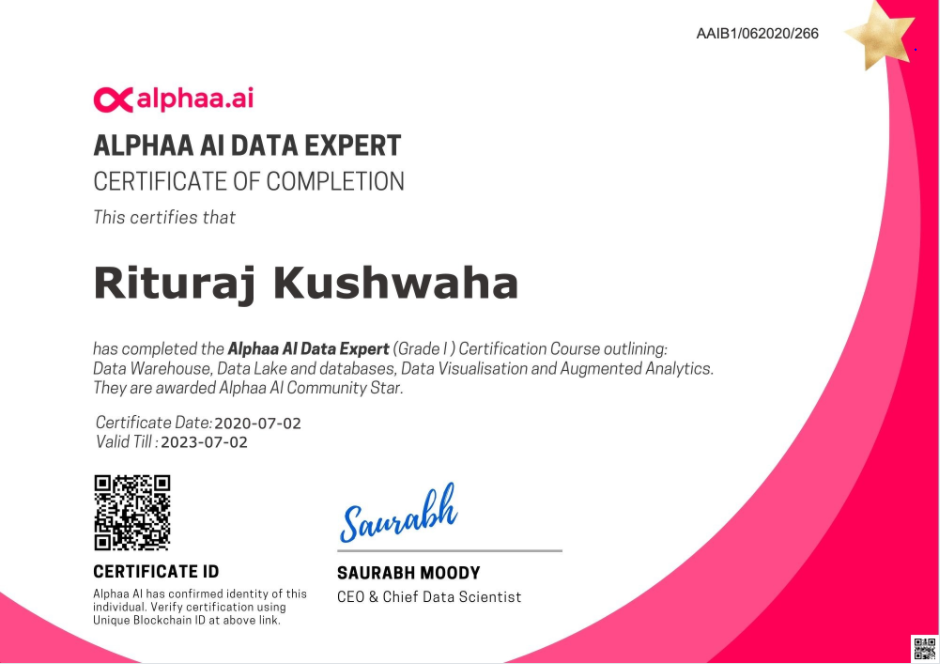 AAIB1/062020/266
alphaa.ai
ALPHAA AI DATA EXPERT
CERTIFICATE OF COMPLETION
This certifies that
Rituraj Kushwaha
has completed the Alphaa AI Data Expert (Grade I ) Certification Course outlining:
Data Warehouse, Data Lake and databases, Data Visualisation and Augmented Analytics.
They are awarded Alphaa AI Community Star.
Certificate Date: 2020-07-02
Valid Till : 2023-07-02
Saurabh
CERTIFICATE ID
Alphaa AI has confirmed identity of this
individual. Verify certification using
Unique Blockchain ID at above link.
SAURABH MOODY
CEO & Chief Data Scientist